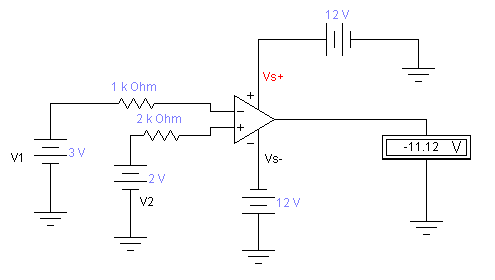 12 V
Vs+
1 k Ohm
+
−
2 k Ohm
+
−
Vs-
-11.12 V
V1
3 V
2 V
V2
12 V